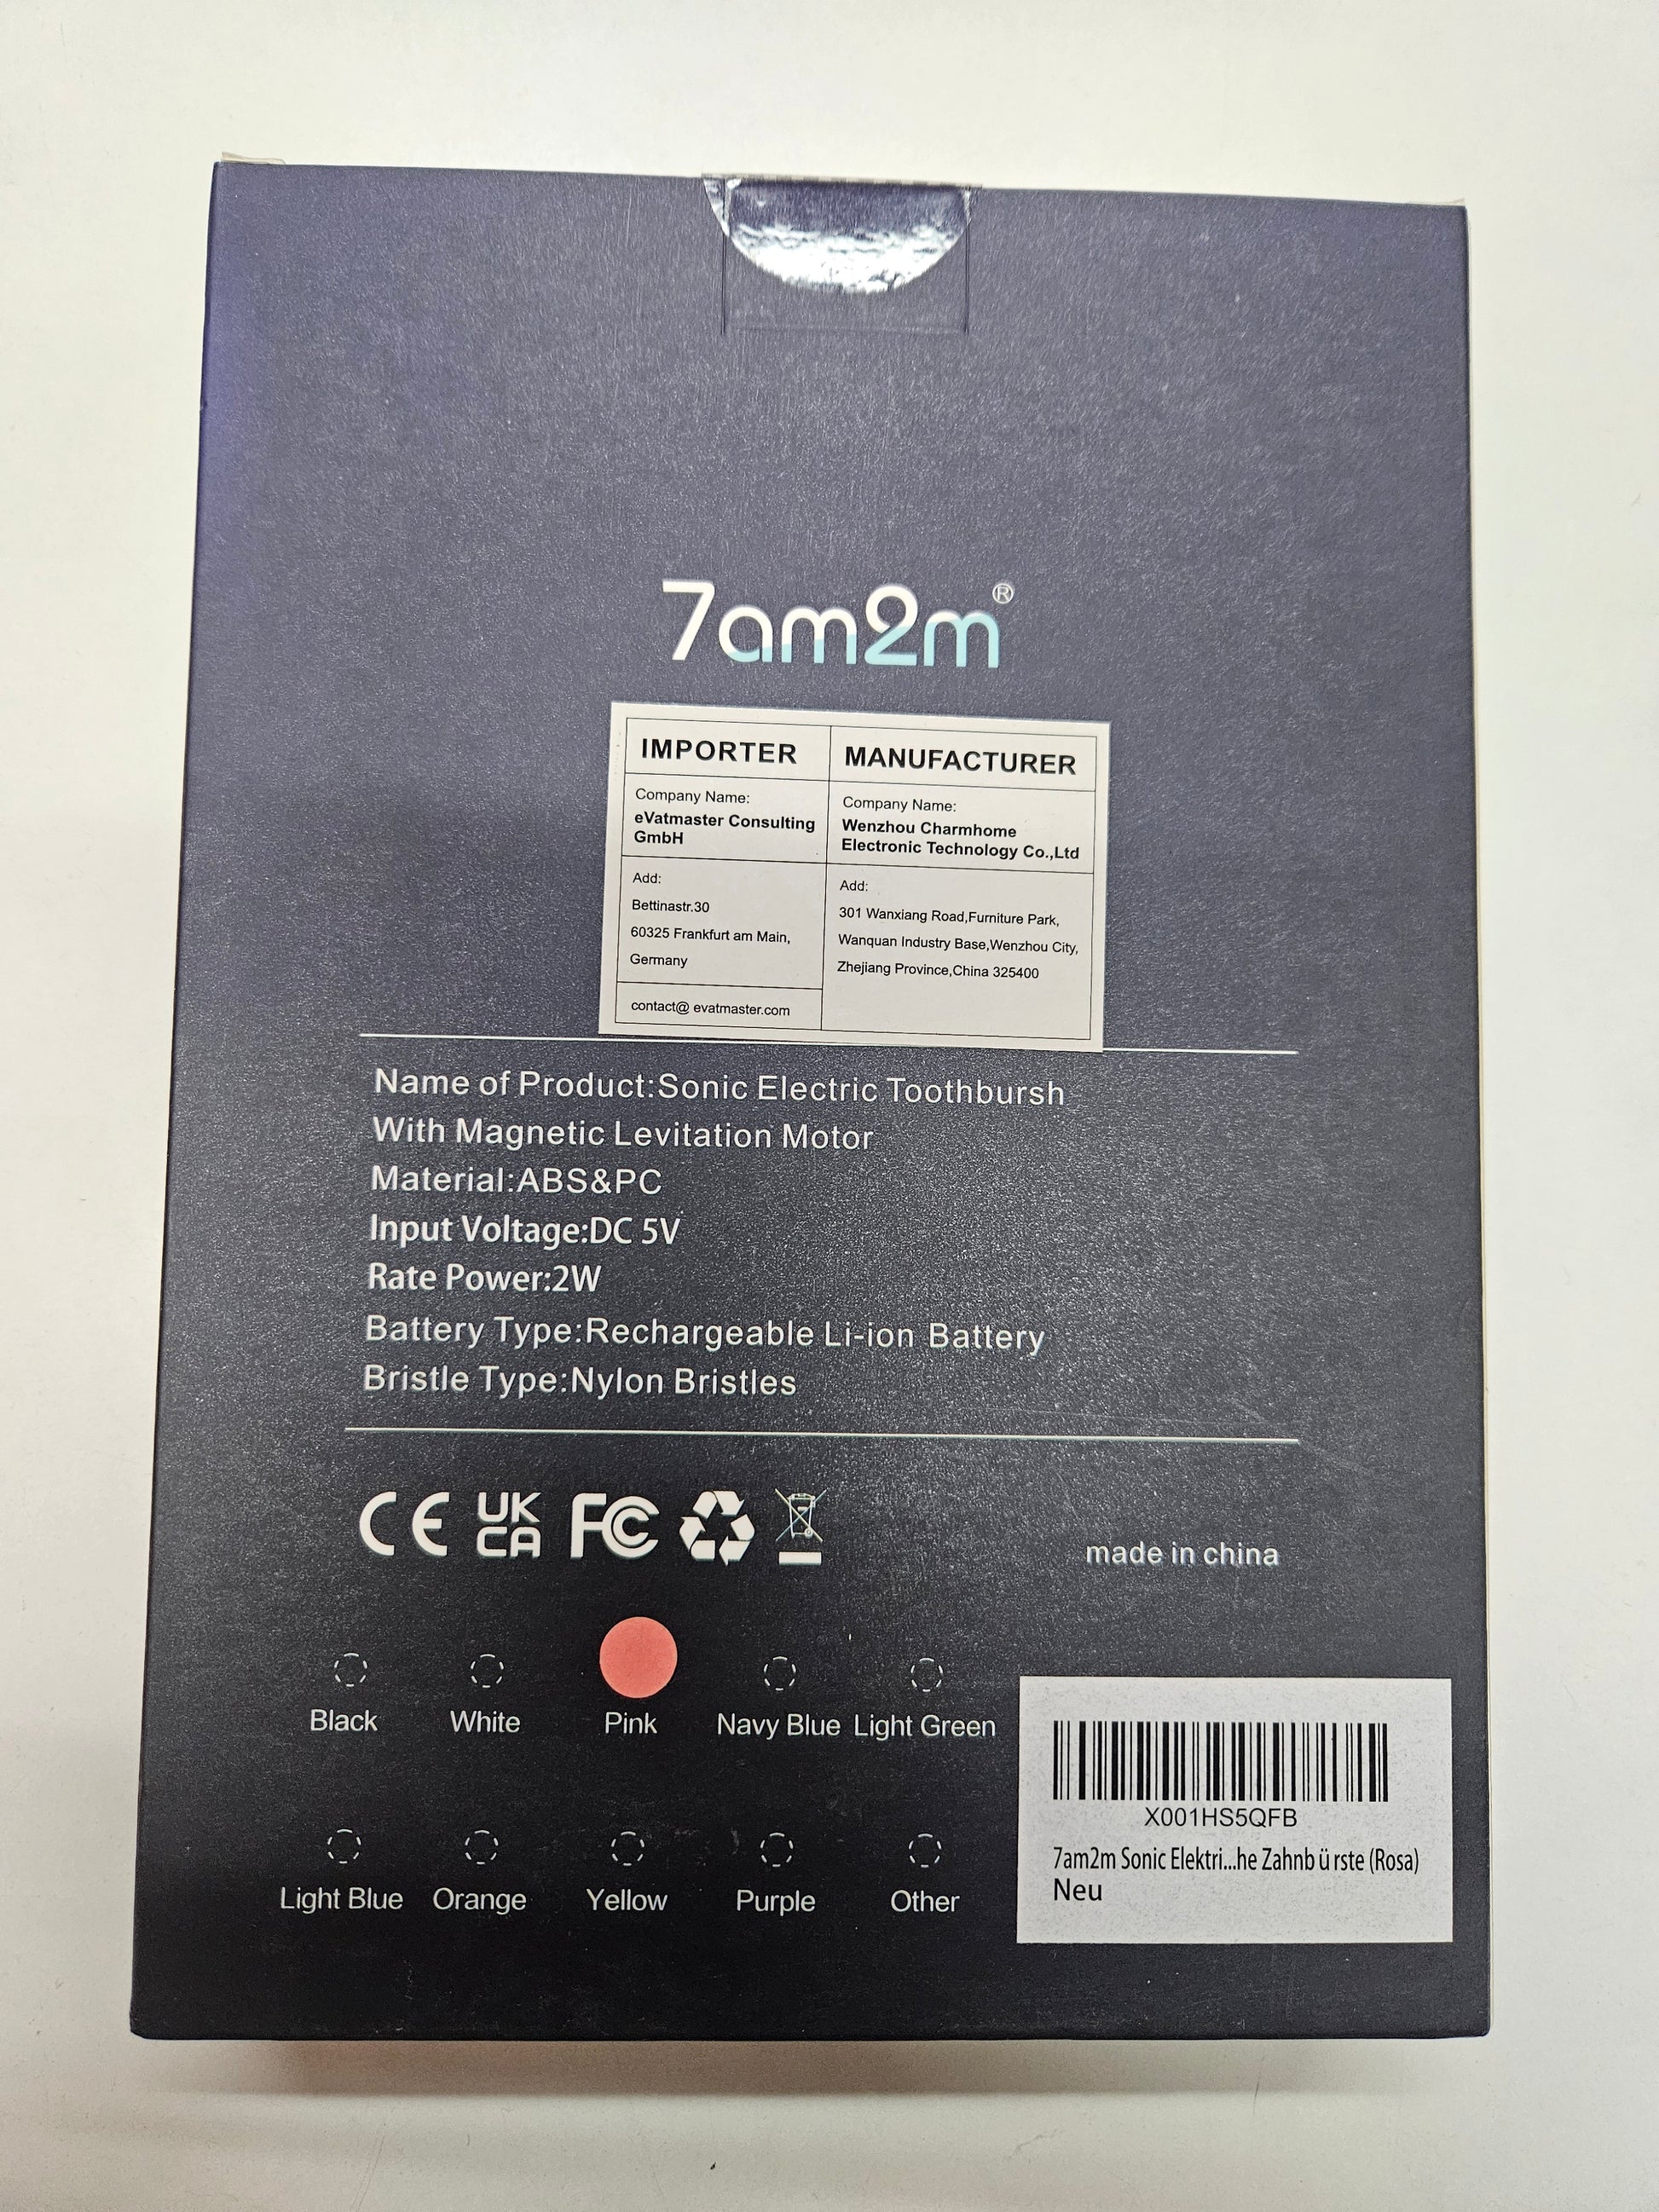 7am2m®
IMPORTER
Company Name:
eVatmaster Consulting
GmbH
Add:
Bettinastr.30
60325 Frankfurt am Main,
Germany
contact@ evatmaster.com
MANUFACTURER
Company Name:
Wenzhou Charmhome
Electronic Technology Co.,Ltd
Add:
301 Wanxiang Road,Furniture Park,
Wanquan Industry Base,Wenzhou City,
Zhejiang Province,China 325400
Name of Product:Sonic Electric Toothbursh
With Magnetic Levitation Motor
Material:ABS&PC
Input Voltage:DC 5V
Rate Power:2W
Battery Type:Rechargeable Li-ion Battery
Bristle Type:Nylon Bristles
CE UK
CA FC
made in china
Black White Pink Navy Blue Light Green
Light Blue Orange Yellow Purple Other
X001HS5QFB
7am2m Sonic Elektri...he Zahnb ü rste (Rosa)
Neu